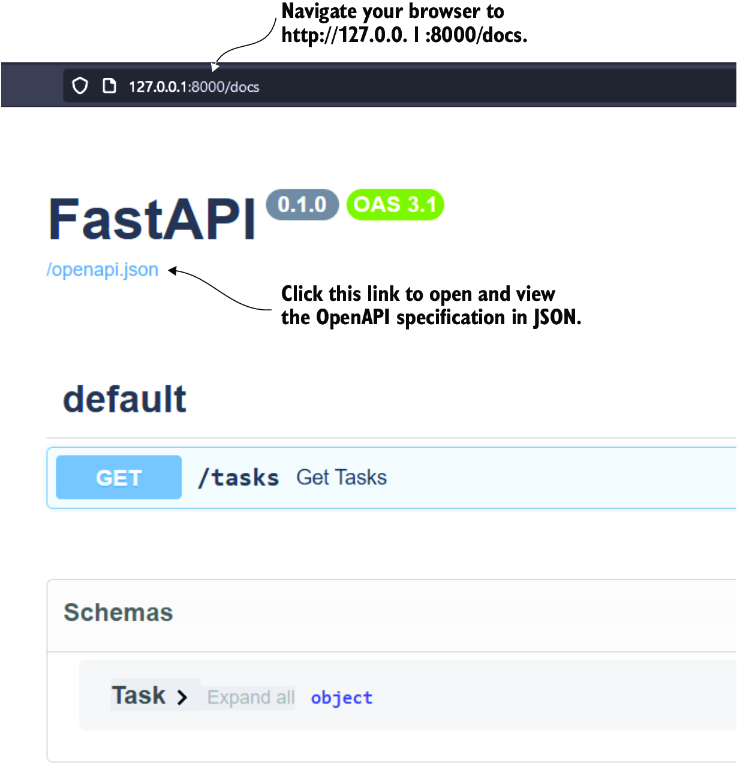 Navigate your browser to
http://127.0.0.1:8000/docs.
127.0.0.1:8000/docs
FastAPI 0.1.0 OAS 3.1
/openapi.json
Click this link to open and view
the OpenAPI specification in JSON.
default
GET /tasks Get Tasks
Schemas
Task > Expand all object